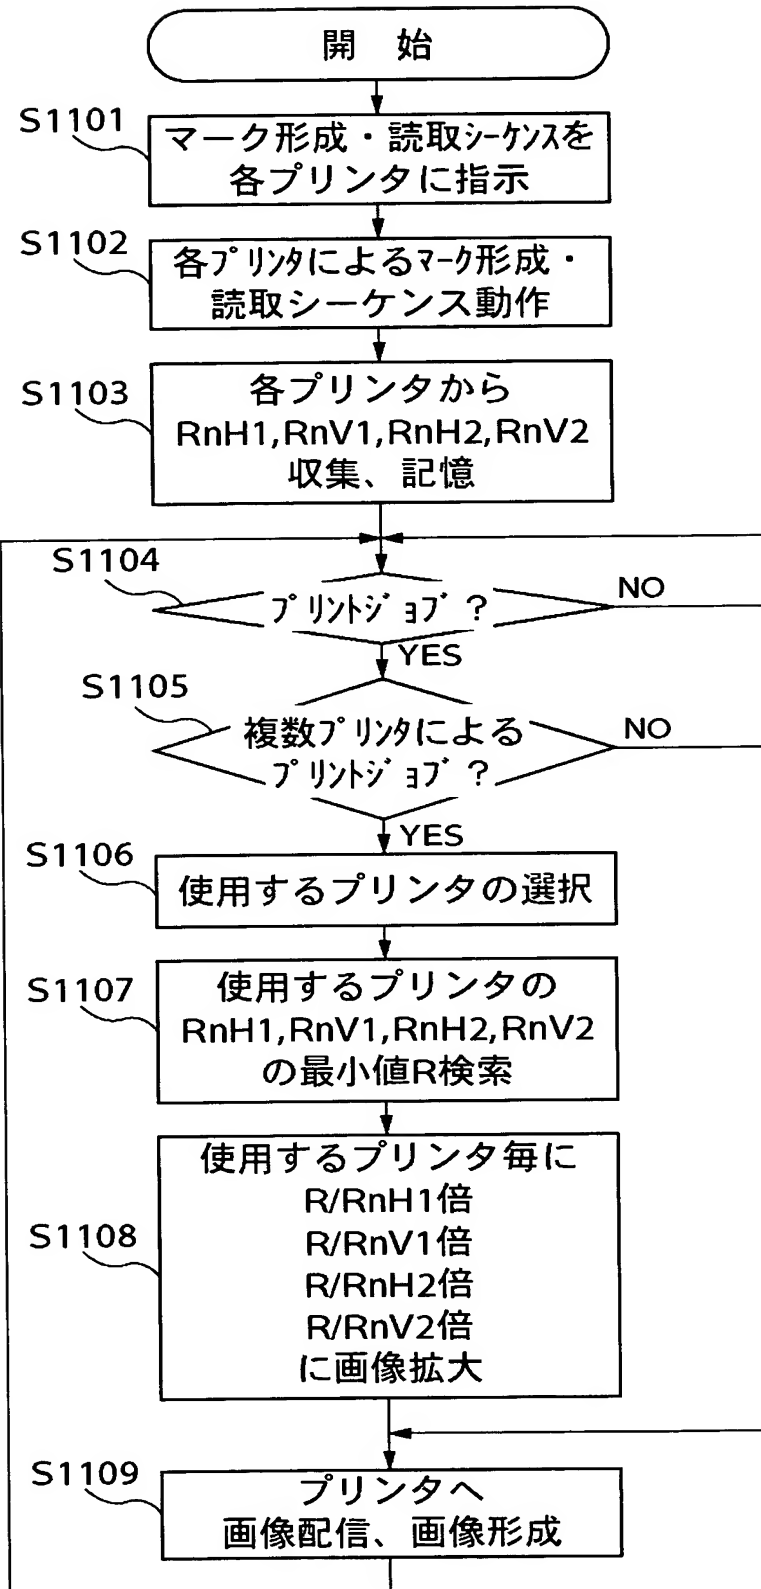 開 始
S1101
マーク形成・読取シーケンスを
各プリンタに指示
S1102
各プリンタによるマーク形成・
読取シーケンス動作
S1103
各プリンタから
RnH1,RnV1,RnH2,RnV2
収集、記憶
S1104
プリントジョブ?
NO
YES
S1105
複数プリンタによる
プリントジョブ?
NO
YES
S1106
使用するプリンタの選択
S1107
使用するプリンタの
RnH1,RnV1,RnH2,RnV2
の最小値R検索
S1108
使用するプリンタ毎に
R/RnH1倍
R/RnV1倍
R/RnH2倍
R/RnV2倍
に画像拡大
S1109
プリンタへ
画像配信、画像形成